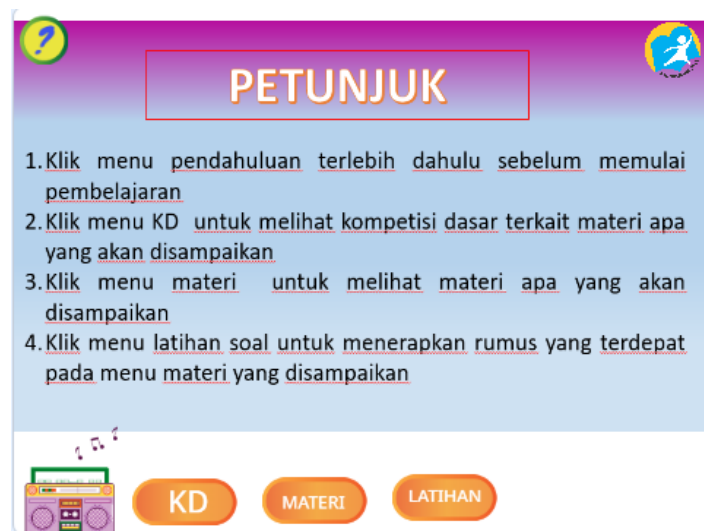 PETUNJUK
1. Klik menu pendahuluan terlebih dahulu sebelum memulai
pembelajaran
2. Klik menu KD untuk melihat kompetisi dasar terkait materi apa
yang akan disampaikan
3. Klik menu materi untuk melihat materi apa yang akan
disampaikan
4. Klik menu latihan soal untuk menerapkan rumus yang terdepat
pada menu materi yang disampaikan
KD
MATERI
LATIHAN